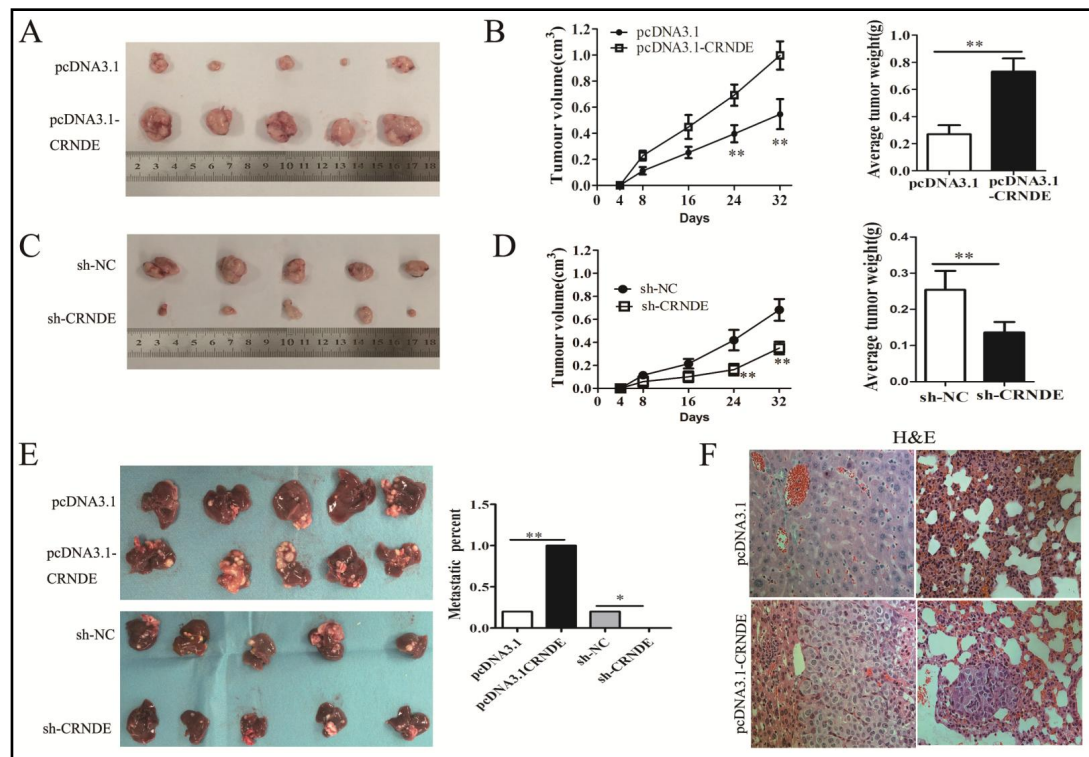 A
pcDNA3.1
pcDNA3.1-
CRNDE
2 3 4 5 6 7 8 9 10 11 12 13 14 15 16 17 18
B
Tumour volume(cm³)
1.2
1.0
0.8
0.6
0.4
0.2
0.0
pcDNA3.1
pcDNA3.1-CRNDE
** **
0 4 8 16 24 32
Days
Average tumor weight(g)
1.0
0.8
0.6
0.4
0.2
0.0
**
pcDNA3.1
pcDNA3.1
-CRNDE
C
sh-NC
sh-CRNDE
2 3 4 5 6 7 8 9 10 11 12 13 14 15 16 17 18
D
Tumour volume(cm³)
1.2
1.0
0.8
0.6
0.4
0.2
0.0
sh-NC
sh-CRNDE
** **
0 4 8 16 24 32
Days
Average tumor weight(g)
0.4
0.3
0.2
0.1
0.0
**
sh-NC
sh-CRNDE
E
pcDNA3.1
pcDNA3.1-
CRNDE
sh-NC
sh-CRNDE
Metastatic percent
1.5
1.0
0.5
0.0
**
*
pcDNA3.1
pcDNA3.1CRNDE
sh-NC
sh-CRNDE
F
H&E
pcDNA3.1
pcDNA3.1-CRNDE